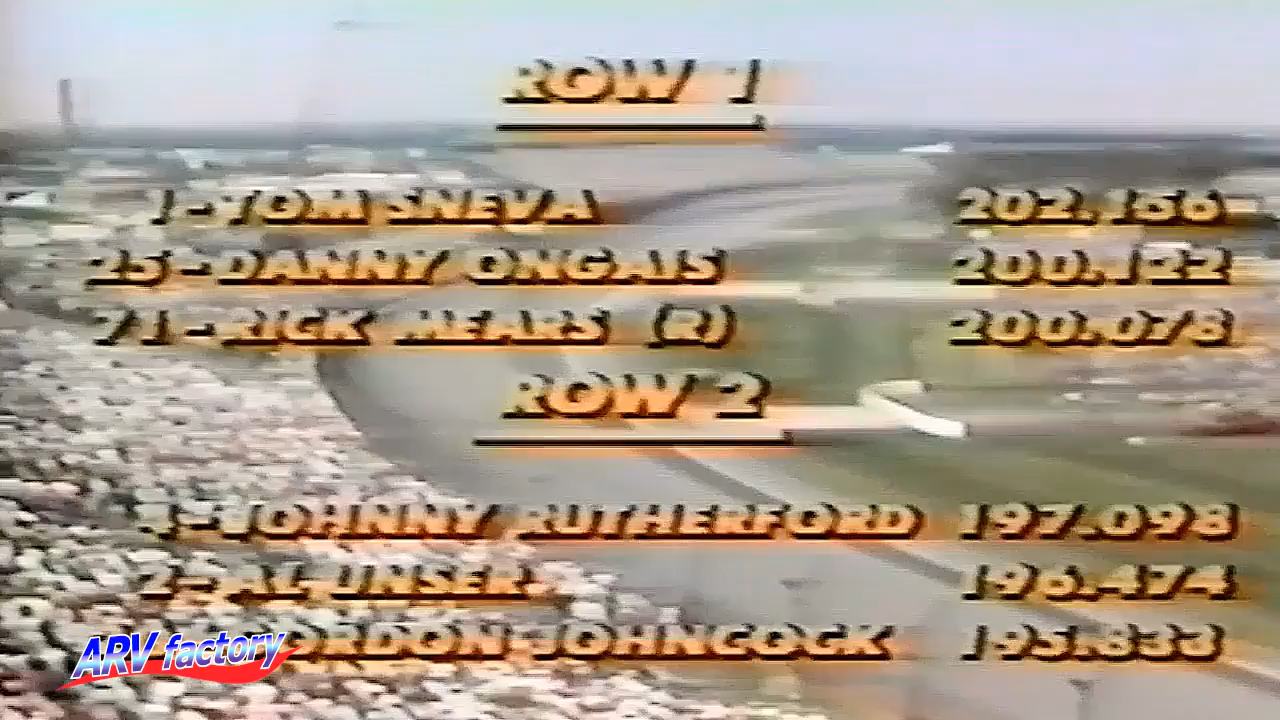 ROW 1
1-TOM SNEVA 202.156
25-DANNY ONGAIS 200.122
71-RICK MEARS (R) 200.078
ROW 2
4-JOHNNY RUTHERFORD 197.098
2-AL UNSER 196.474
ORDON JOHNCOCK 195.833
ARV factory